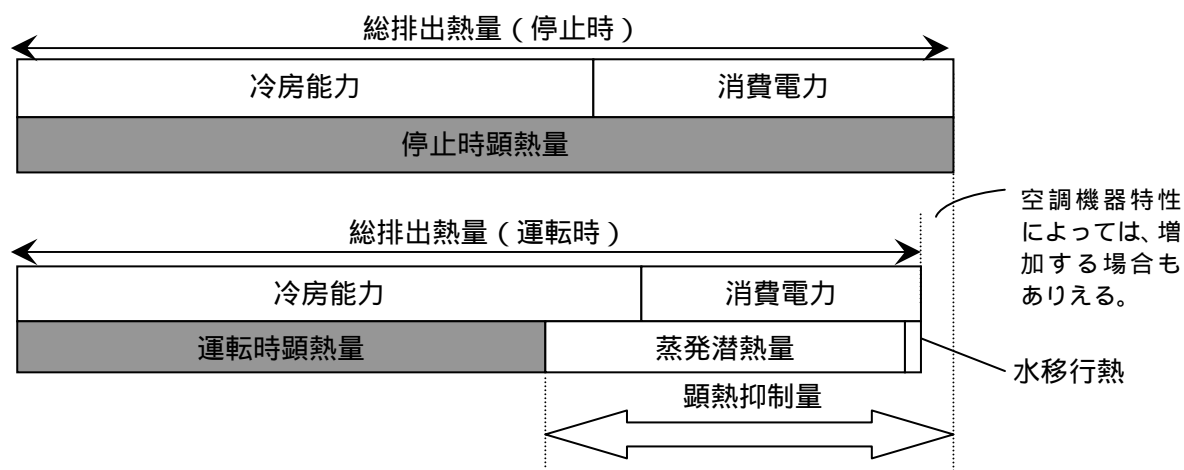 総排出熱量(停止時)
冷房能力 消費電力
停止時顕熱量
空調機器特性
によっては、増
加する場合も
ありえる。
総排出熱量(運転時)
冷房能力 消費電力
運転時顕熱量 蒸発潜熱量
水移行熱
顕熱抑制量